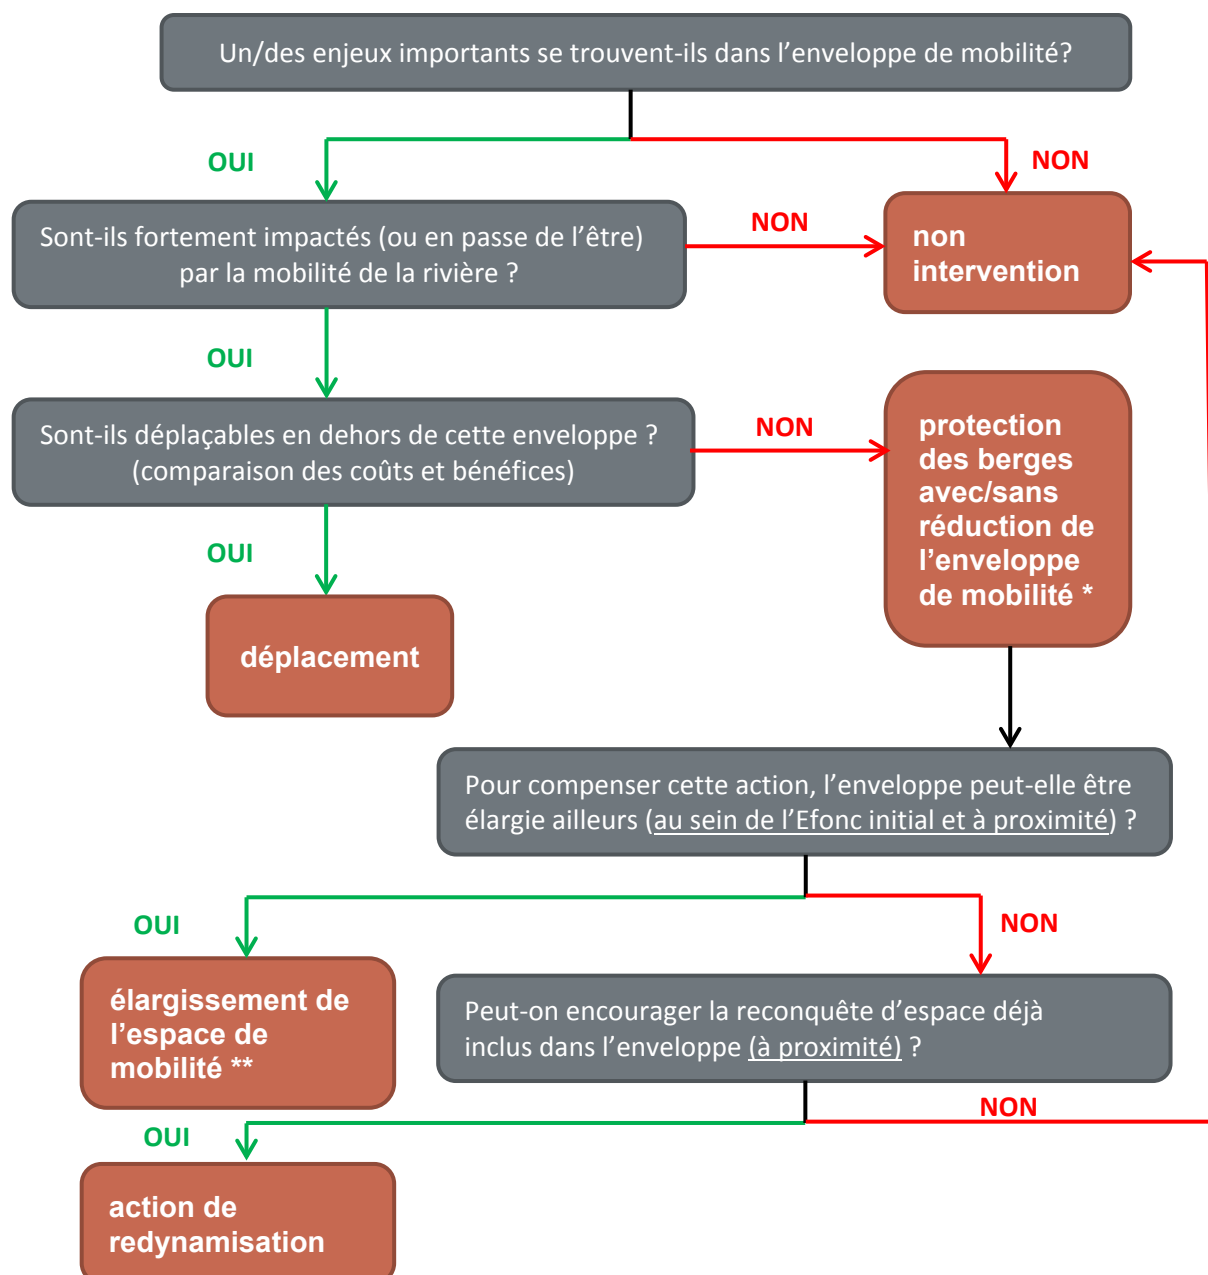 Un/des enjeux importants se trouvent-ils dans l’enveloppe de mobilité?
OUI
NON
Sont-ils fortement impactés (ou en passe de l’être)
par la mobilité de la rivière ?
NON
non
intervention
OUI
Sont-ils déplaçables en dehors de cette enveloppe ?
(comparaison des coûts et bénéfices)
NON
protection
des berges
avec/sans
réduction de
l’enveloppe
de mobilité *
OUI
déplacement
Pour compenser cette action, l’enveloppe peut-elle être
élargie ailleurs (au sein de l’Efonc initial et à proximité) ?
OUI
NON
élargissement de
l’espace de
mobilité **
Peut-on encourager la reconquête d’espace déjà
inclus dans l’enveloppe (à proximité) ?
NON
OUI
action de
redynamisation